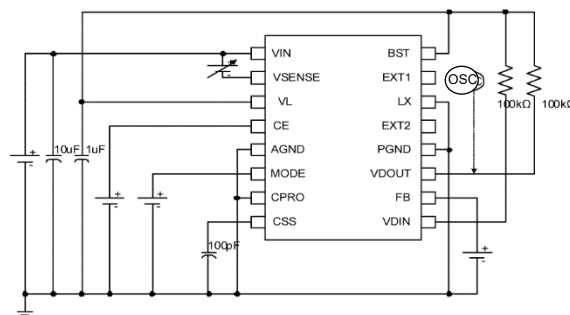 VIN BST
VSENSE EXT1 OSC
VL LX 100kΩ 100kΩ
CE EXT2
10uF 1uF AGND PGND
MODE VDOUT
CPRO FB
CSS VDIN
100pF